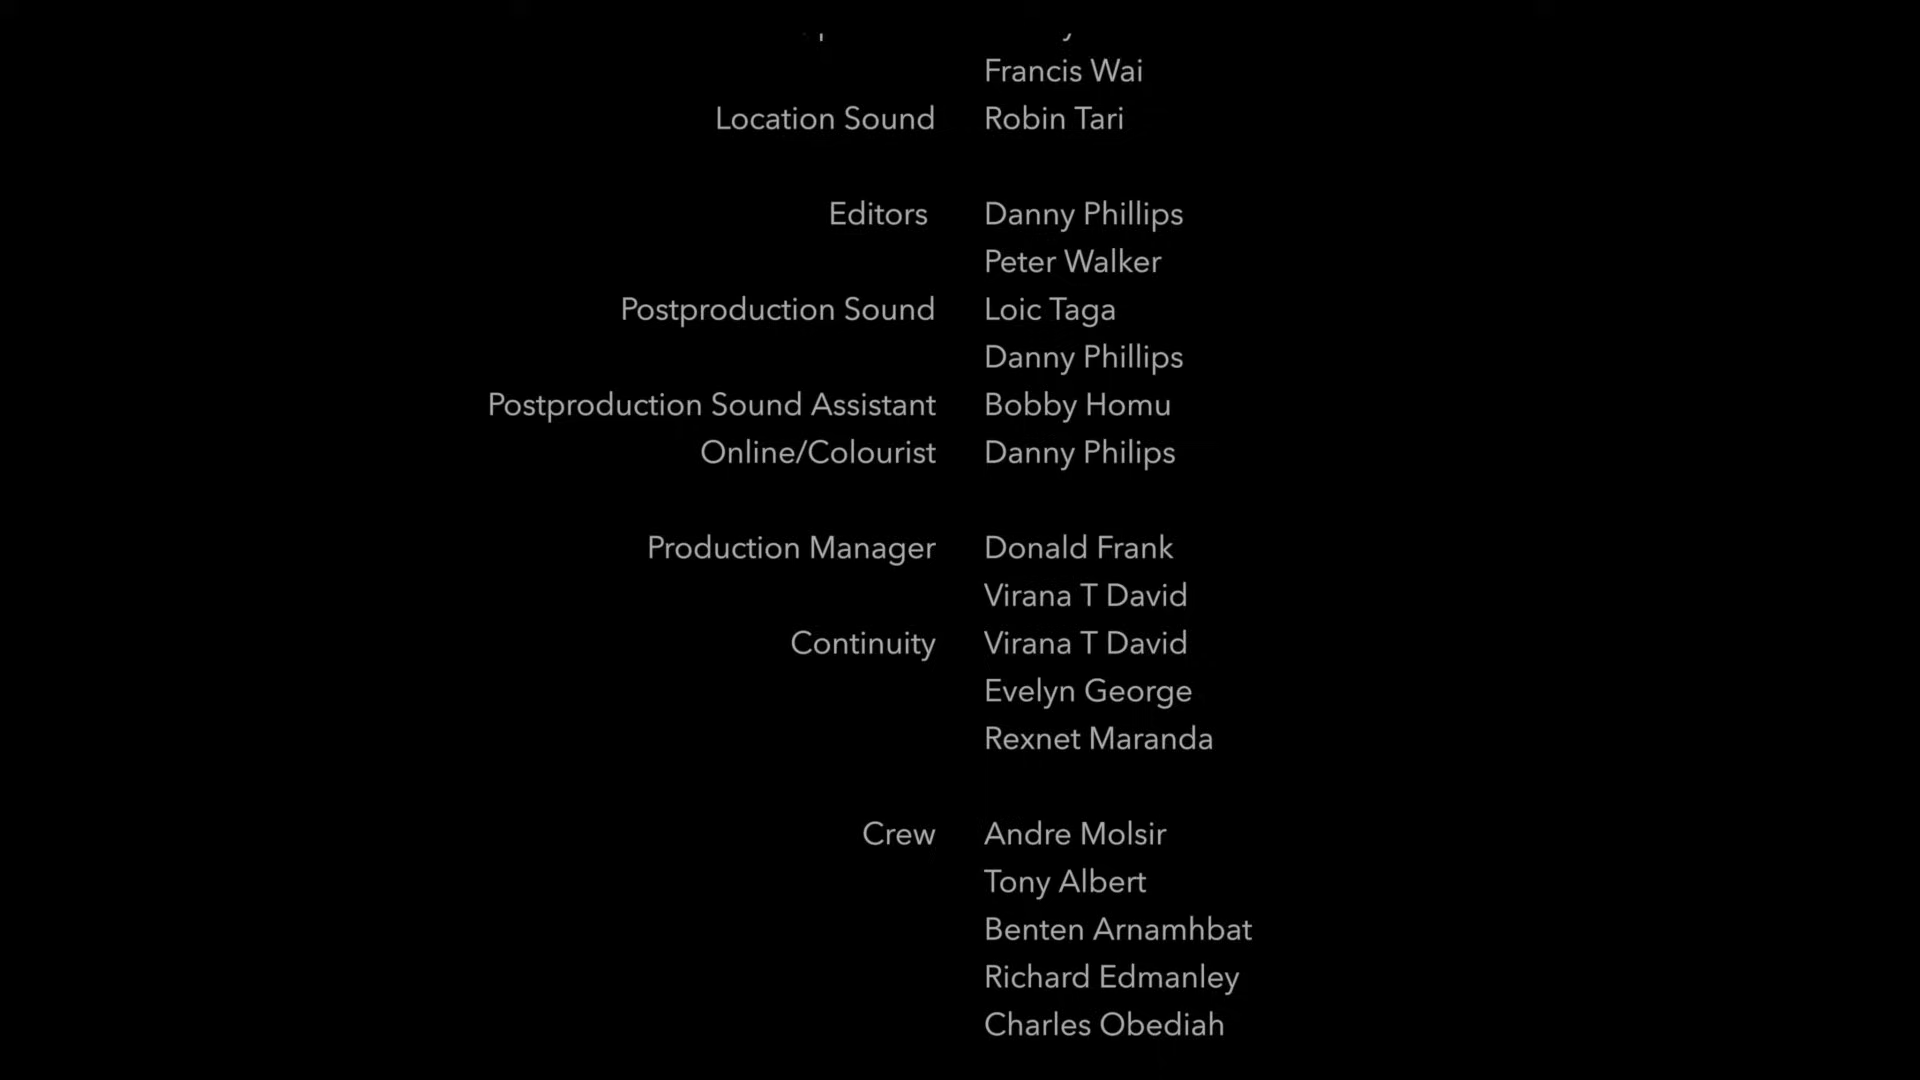 Francis Wai
Location Sound Robin Tari
Editors Danny Phillips
Peter Walker
Postproduction Sound Loic Taga
Danny Phillips
Postproduction Sound Assistant Bobby Homu
Online/Colourist Danny Philips
Production Manager Donald Frank
Virana T David
Continuity Virana T David
Evelyn George
Rexnet Maranda
Crew Andre Molsir
Tony Albert
Benten Arnamhbat
Richard Edmanley
Charles Obediah